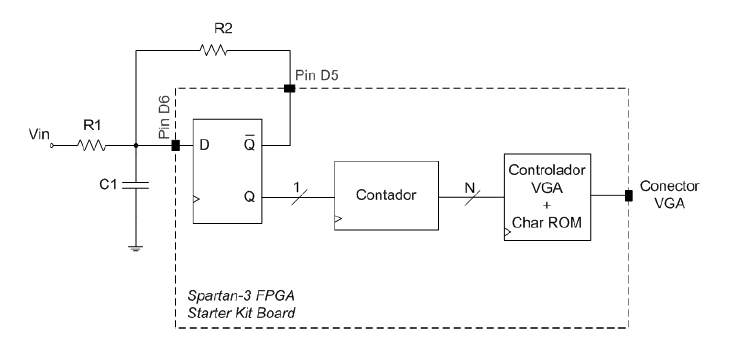 R2
Pin D5
Pin D6
R1
Vin
C1
D
Q
Q
1
Contador
N
Controlador
VGA
+
Char ROM
Conector
VGA
Spartan-3 FPGA
Starter Kit Board